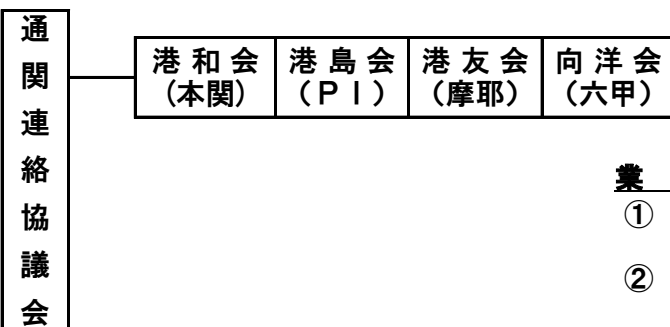 通関連絡協議会
港和会 港島会 港友会 向洋会
(本関) (PI) (摩耶) (六甲)
業
①
②